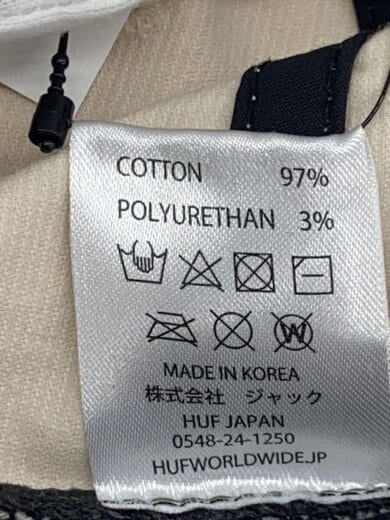 COTTON 97%
POLYURETHAN 3%
W
MADE IN KOREA
株式会社 ジャック
HUF JAPAN
0548-24-1250
HUFWORLDWIDE.JP